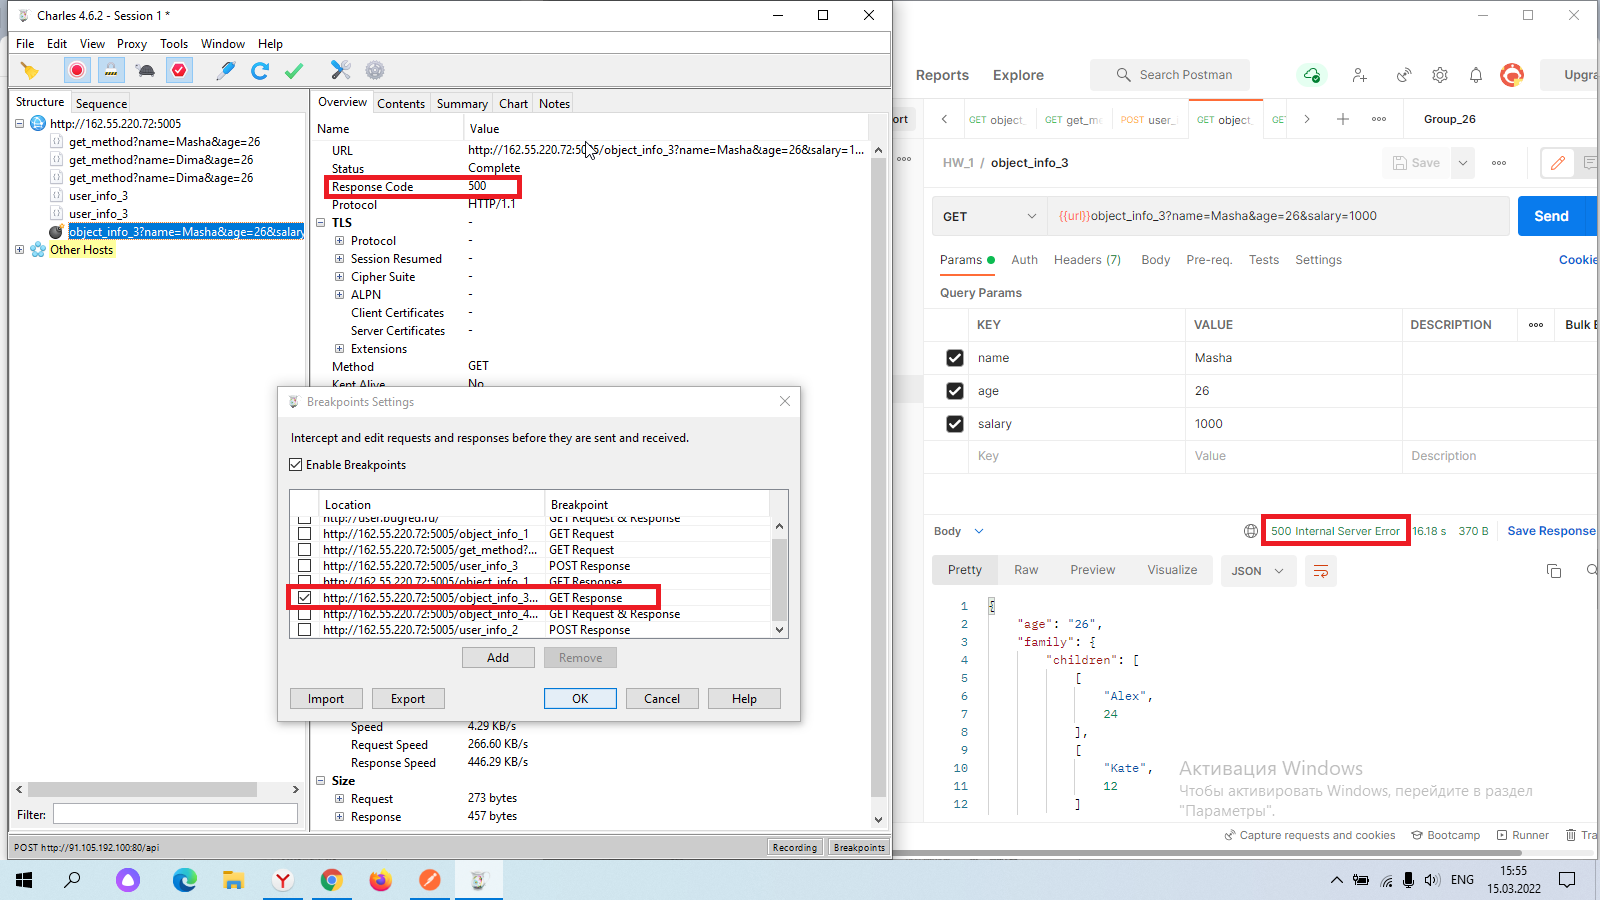 Charles 4.6.2 - Session 1 *
File Edit View Proxy Tools Window Help
Structure Sequence
http://162.55.220.72:5005
get_method?name=Masha&age=26
get_method?name=Dima&age=26
get_method?name=Dima&age=26
user_info_3
user_info_3
object_info_3?name=Masha&age=26&salary
Other Hosts
Filter:
Overview Contents Summary Chart Notes
Name Value
URL http://162.55.220.72:5005/object_info_3?name=Masha&age=26&salary=1...
Status Complete
Response Code 500
Protocol HTTP/1.1
TLS -
Protocol -
Session Resumed -
Cipher Suite -
ALPN -
Client Certificates -
Server Certificates -
Extensions
Method GET
Kept Alive No
Breakpoints Settings
Intercept and edit requests and responses before they are sent and received.
Enable Breakpoints
Location Breakpoint
http://user.bugred.ru/ GET Request & Response
http://162.55.220.72:5005/object_info_1 GET Request
http://162.55.220.72:5005/get_method?... GET Request
http://162.55.220.72:5005/user_info_3 POST Response
http://162.55.220.72:5005/object_info_1 GET Response
http://162.55.220.72:5005/object_info_3... GET Response
http://162.55.220.72:5005/object_info_4... GET Request & Response
http://162.55.220.72:5005/user_info_2 POST Response
Add Remove
Import Export OK Cancel Help
Speed 4.29 KB/s
Request Speed 266.60 KB/s
Response Speed 446.29 KB/s
Size
Request 273 bytes
Response 457 bytes
POST http://91.105.192.100:80/api
Recording Breakpoints
Reports Explore Search Postman Upgra
ort GET object_ GET get_m POST user_ GET object_ GE Group_26
HW_1 / object_info_3 Save
GET {{url}}object_info_3?name=Masha&age=26&salary=1000 Send
Params Auth Headers (7) Body Pre-req. Tests Settings Cookie
Query Params
KEY VALUE DESCRIPTION Bulk E
name Masha
age 26
salary 1000
Key Value Description
Body 500 Internal Server Error 16.18 s 370 B Save Response
Pretty Raw Preview Visualize JSON
1 {
2 "age": "26",
3 "family": {
4 "children": [
5 [
6 "Alex",
7 24
8 ],
9 [
10 "Kate",
11 12
12 ]
Активация Windows
Чтобы активировать Windows, перейдите в раздел
"Параметры".
Capture requests and cookies Bootcamp Runner Tra
ENG 15:55
15.03.2022